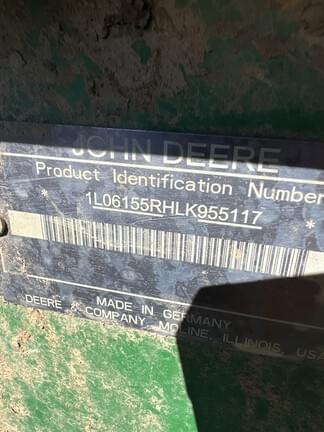 JOHN DEERE
Product Identification Number
* 1L06155RHLK955117 *
MADE IN GERMANY
DEERE & COMPANY MOLINE, ILLINOIS, USA